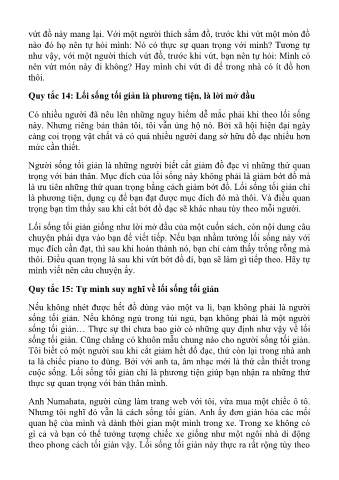 vứt đồ này mang lại. Với một người thích sắm đồ, trước khi vứt một món đồ
nào đó họ nên tự hỏi mình: Nó có thực sự quan trọng với mình? Tương tự
như vậy, với một người thích vứt đồ, trước khi vứt, bạn nên tự hỏi: Mình có
nên vứt món này đi không? Hay mình chỉ vứt đi để trong nhà có ít đồ hơn
thôi.
Quy tắc 14: Lối sống tối giản là phương tiện, là lời mở đầu
Có nhiều người đã nêu lên những nguy hiểm dễ mắc phải khi theo lối sống
này. Nhưng riêng bản thân tôi, tôi vẫn ủng hộ nó. Bởi xã hội hiện đại ngày
càng coi trọng vật chất và có quá nhiều người đang sở hữu đồ đạc nhiều hơn
mức cần thiết.
Người sống tối giản là những người biết cắt giảm đồ đạc vì những thứ quan
trọng với bản thân. Mục đích của lối sống này không phải là giảm bớt đồ mà
là ưu tiên những thứ quan trọng bằng cách giảm bớt đồ. Lối sống tối giản chỉ
là phương tiện, dụng cụ để bạn đạt được mục đích đó mà thôi. Và điều quan
trọng bạn tìm thấy sau khi cắt bớt đồ đạc sẽ khác nhau tùy theo mỗi người.
Lối sống tối giản giống như lời mở đầu của một cuốn sách, còn nội dung câu
chuyện phải dựa vào bạn để viết tiếp. Nếu bạn nhầm tưởng lối sống này với
mục đích cần đạt, thì sau khi hoàn thành nó, bạn chỉ cảm thấy trống rỗng mà
thôi. Điều quan trọng là sau khi vứt bớt đồ đi, bạn sẽ làm gì tiếp theo. Hãy tự
mình viết nên câu chuyện ấy.
Quy tắc 15: Tự mình suy nghĩ về lối sống tối giản
Nếu không nhét được hết đồ dùng vào một va li, bạn không phải là người
sống tối giản. Nếu không ngủ trong túi ngủ, bạn không phải là một người
sống tối giản… Thực sự thì chưa bao giờ có những quy định như vậy về lối
sống tối giản. Cũng chẳng có khuôn mẫu chung nào cho người sống tối giản.
Tôi biết có một người sau khi cắt giảm hết đồ đạc, thứ còn lại trong nhà anh
ta là chiếc piano to đùng. Bởi với anh ta, âm nhạc mới là thứ cần thiết trong
cuộc sống. Lối sống tối giản chỉ là phương tiện giúp bạn nhận ra những thứ
thực sự quan trọng với bản thân mình.
Anh Numahata, người cùng làm trang web với tôi, vừa mua một chiếc ô tô.
Nhưng tôi nghĩ đó vẫn là cách sống tối giản. Anh ấy đơn giản hóa các mối
quan hệ của mình và dành thời gian một mình trong xe. Trong xe không có
gì cả và bạn có thể tưởng tượng chiếc xe giống như một ngôi nhà di động
theo phong cách tối giản vậy. Lối sống tối giản này thực ra rất rộng tùy theo